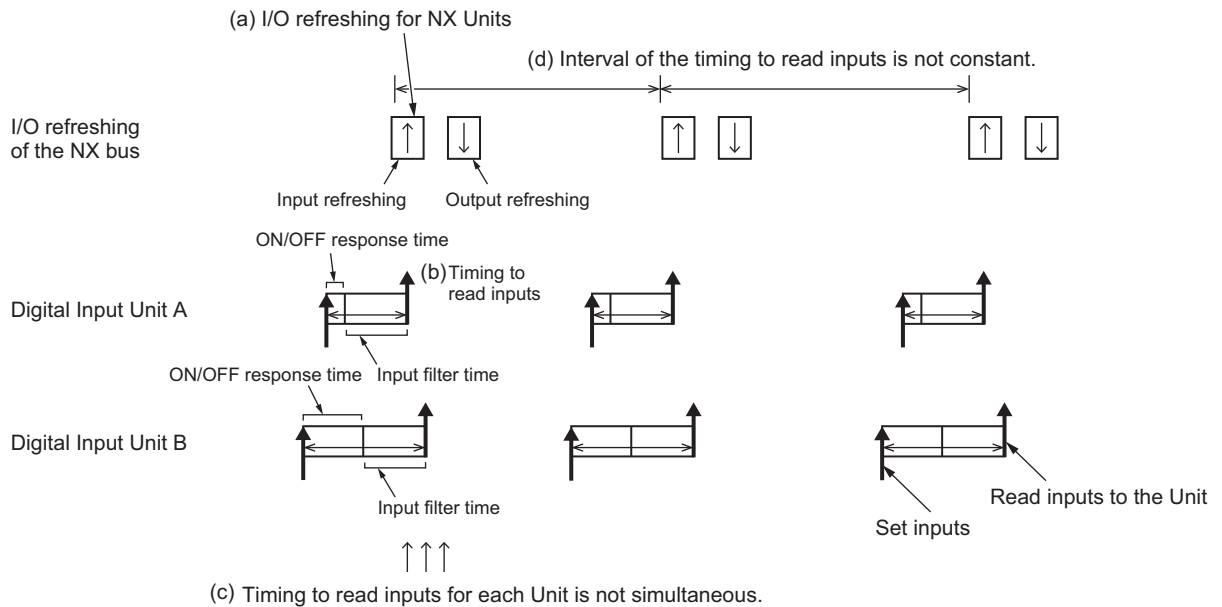 (a) I/O refreshing for NX Units
(d) Interval of the timing to read inputs is not constant.
I/O refreshing
of the NX bus
Input refreshing
Output refreshing
ON/OFF response time
(b) Timing to
read inputs
Digital Input Unit A
ON/OFF response time
Input filter time
Digital Input Unit B
Input filter time
Read inputs to the Unit
Set inputs
(c) Timing to read inputs for each Unit is not simultaneous.